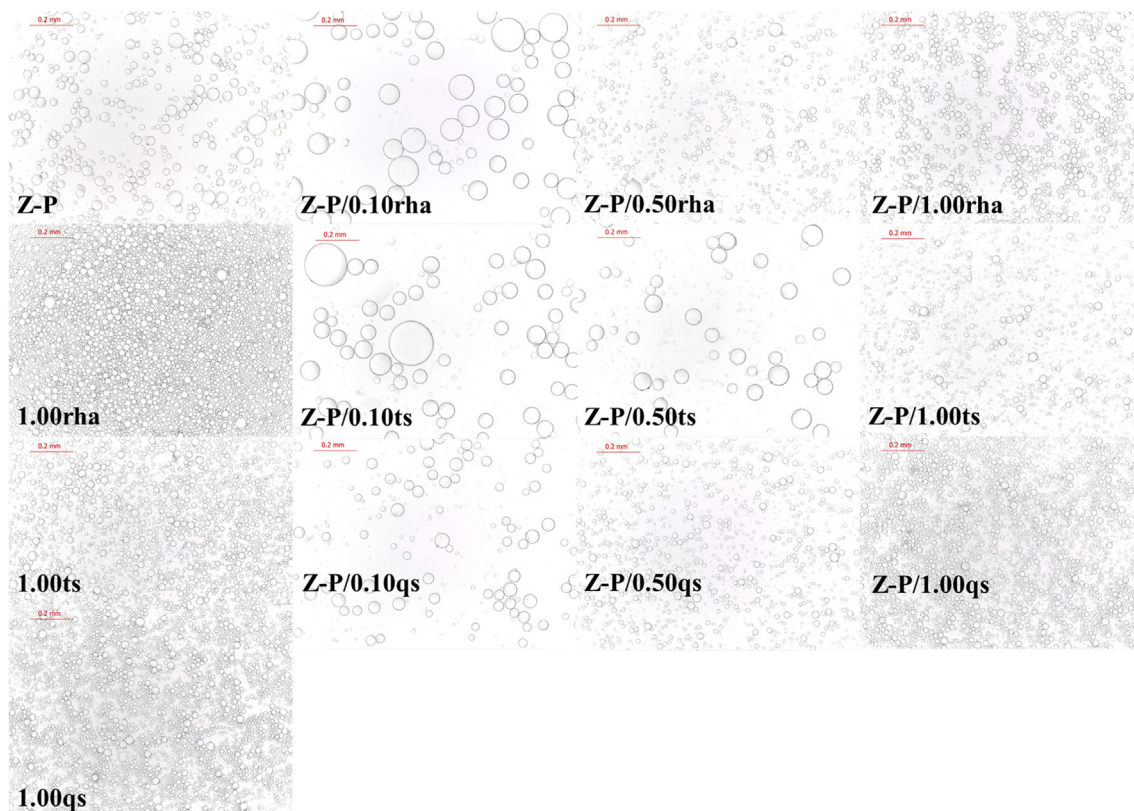 0.2 mm
0.2 mm
0.2 mm
0.2 mm
Z-P
Z-P/0.10rha
Z-P/0.50rha
Z-P/1.00rha
0.2 mm
0.2 mm
0.2 mm
0.2 mm
1.00rha
Z-P/0.10ts
Z-P/0.50ts
Z-P/1.00ts
0.2 mm
0.2 mm
0.2 mm
0.2 mm
1.00ts
Z-P/0.10qs
Z-P/0.50qs
Z-P/1.00qs
0.2 mm
1.00qs